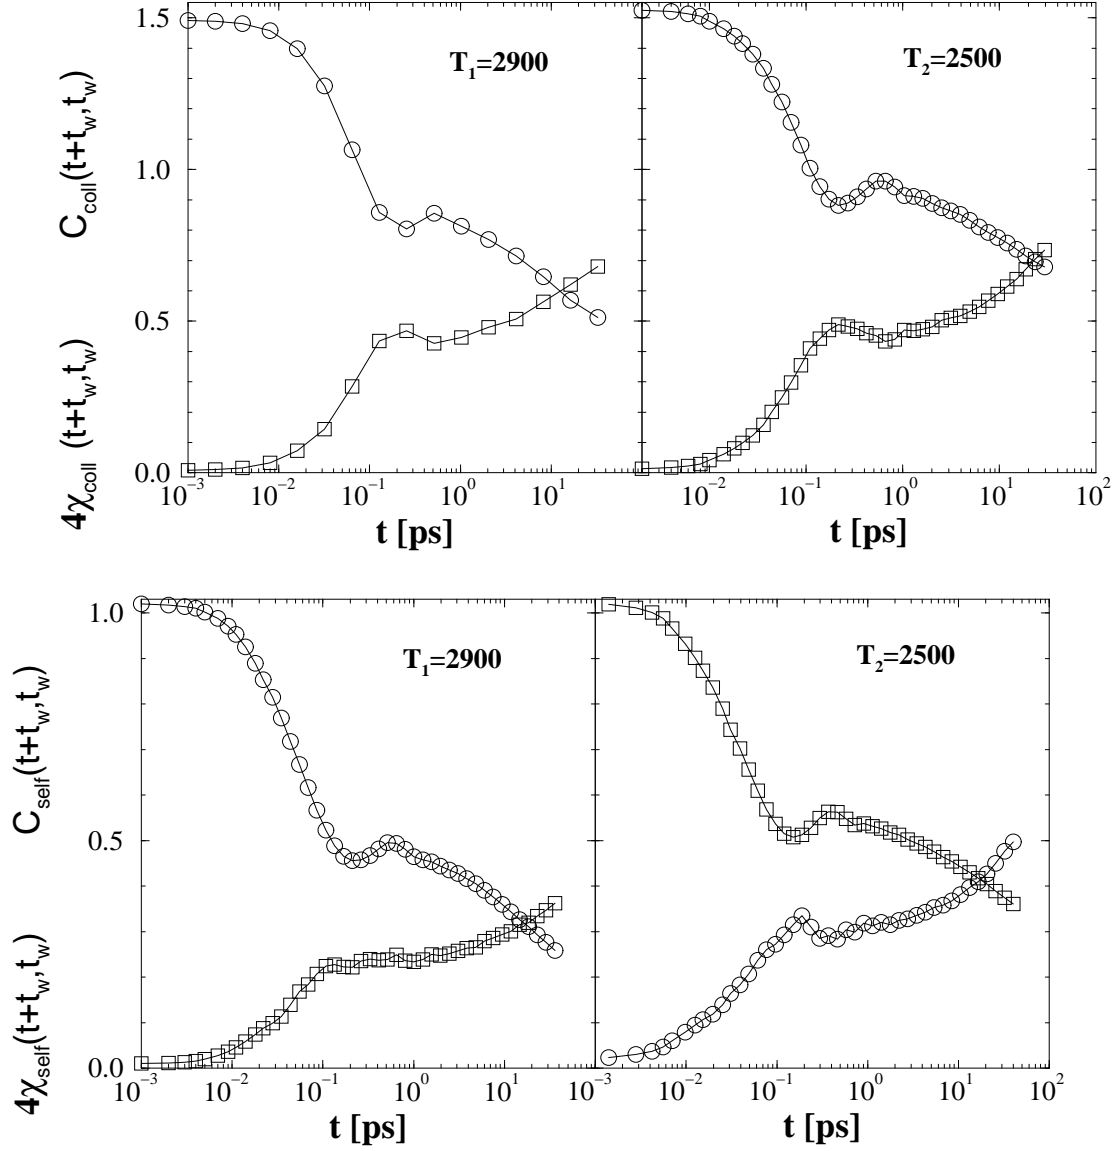 C_coll(t+t_w,t_w)
4χ_coll (t+t_w,t_w)
1.5
1.0
0.5
0.0
T_1=2900
T_2=2500
10^−3 10^−2 10^−1 10^0 10^1
10^−2 10^−1 10^0 10^1 10^2
t [ps]
t [ps]
C_self(t+t_w,t_w)
4χ_self(t+t_w,t_w)
1.0
0.5
0.0
T_1=2900
T_2=2500
10^−3 10^−2 10^−1 10^0 10^1
10^−3 10^−2 10^−1 10^0 10^1 10^2
t [ps]
t [ps]